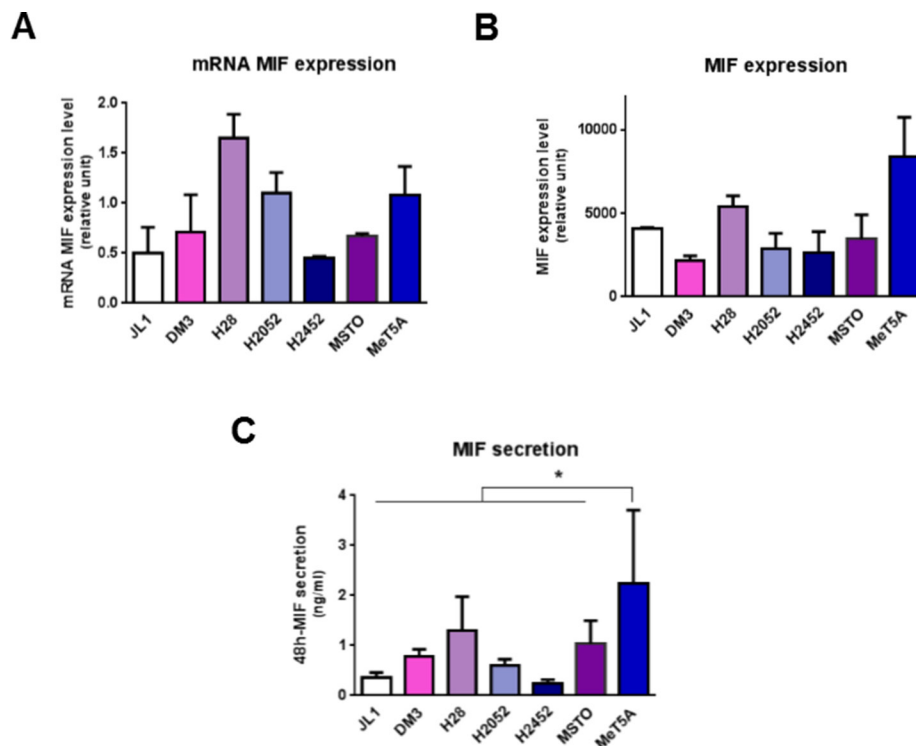 A
mRNA MIF expression
mRNA MIF expression level
(relative unit)
2.0
1.5
1.0
0.5
0.0
JL1
DM3
H28
H2052
H2452
MSTO
MeT5A
B
MIF expression
MIF expression level
(relative unit)
10000
5000
0
JL1
DM3
H28
H2052
H2452
MSTO
MeT5A
C
MIF secretion
*
48h-MIF secretion
(ng/ml)
4
3
2
1
0
JL1
DM3
H28
H2052
H2452
MSTO
MeT5A